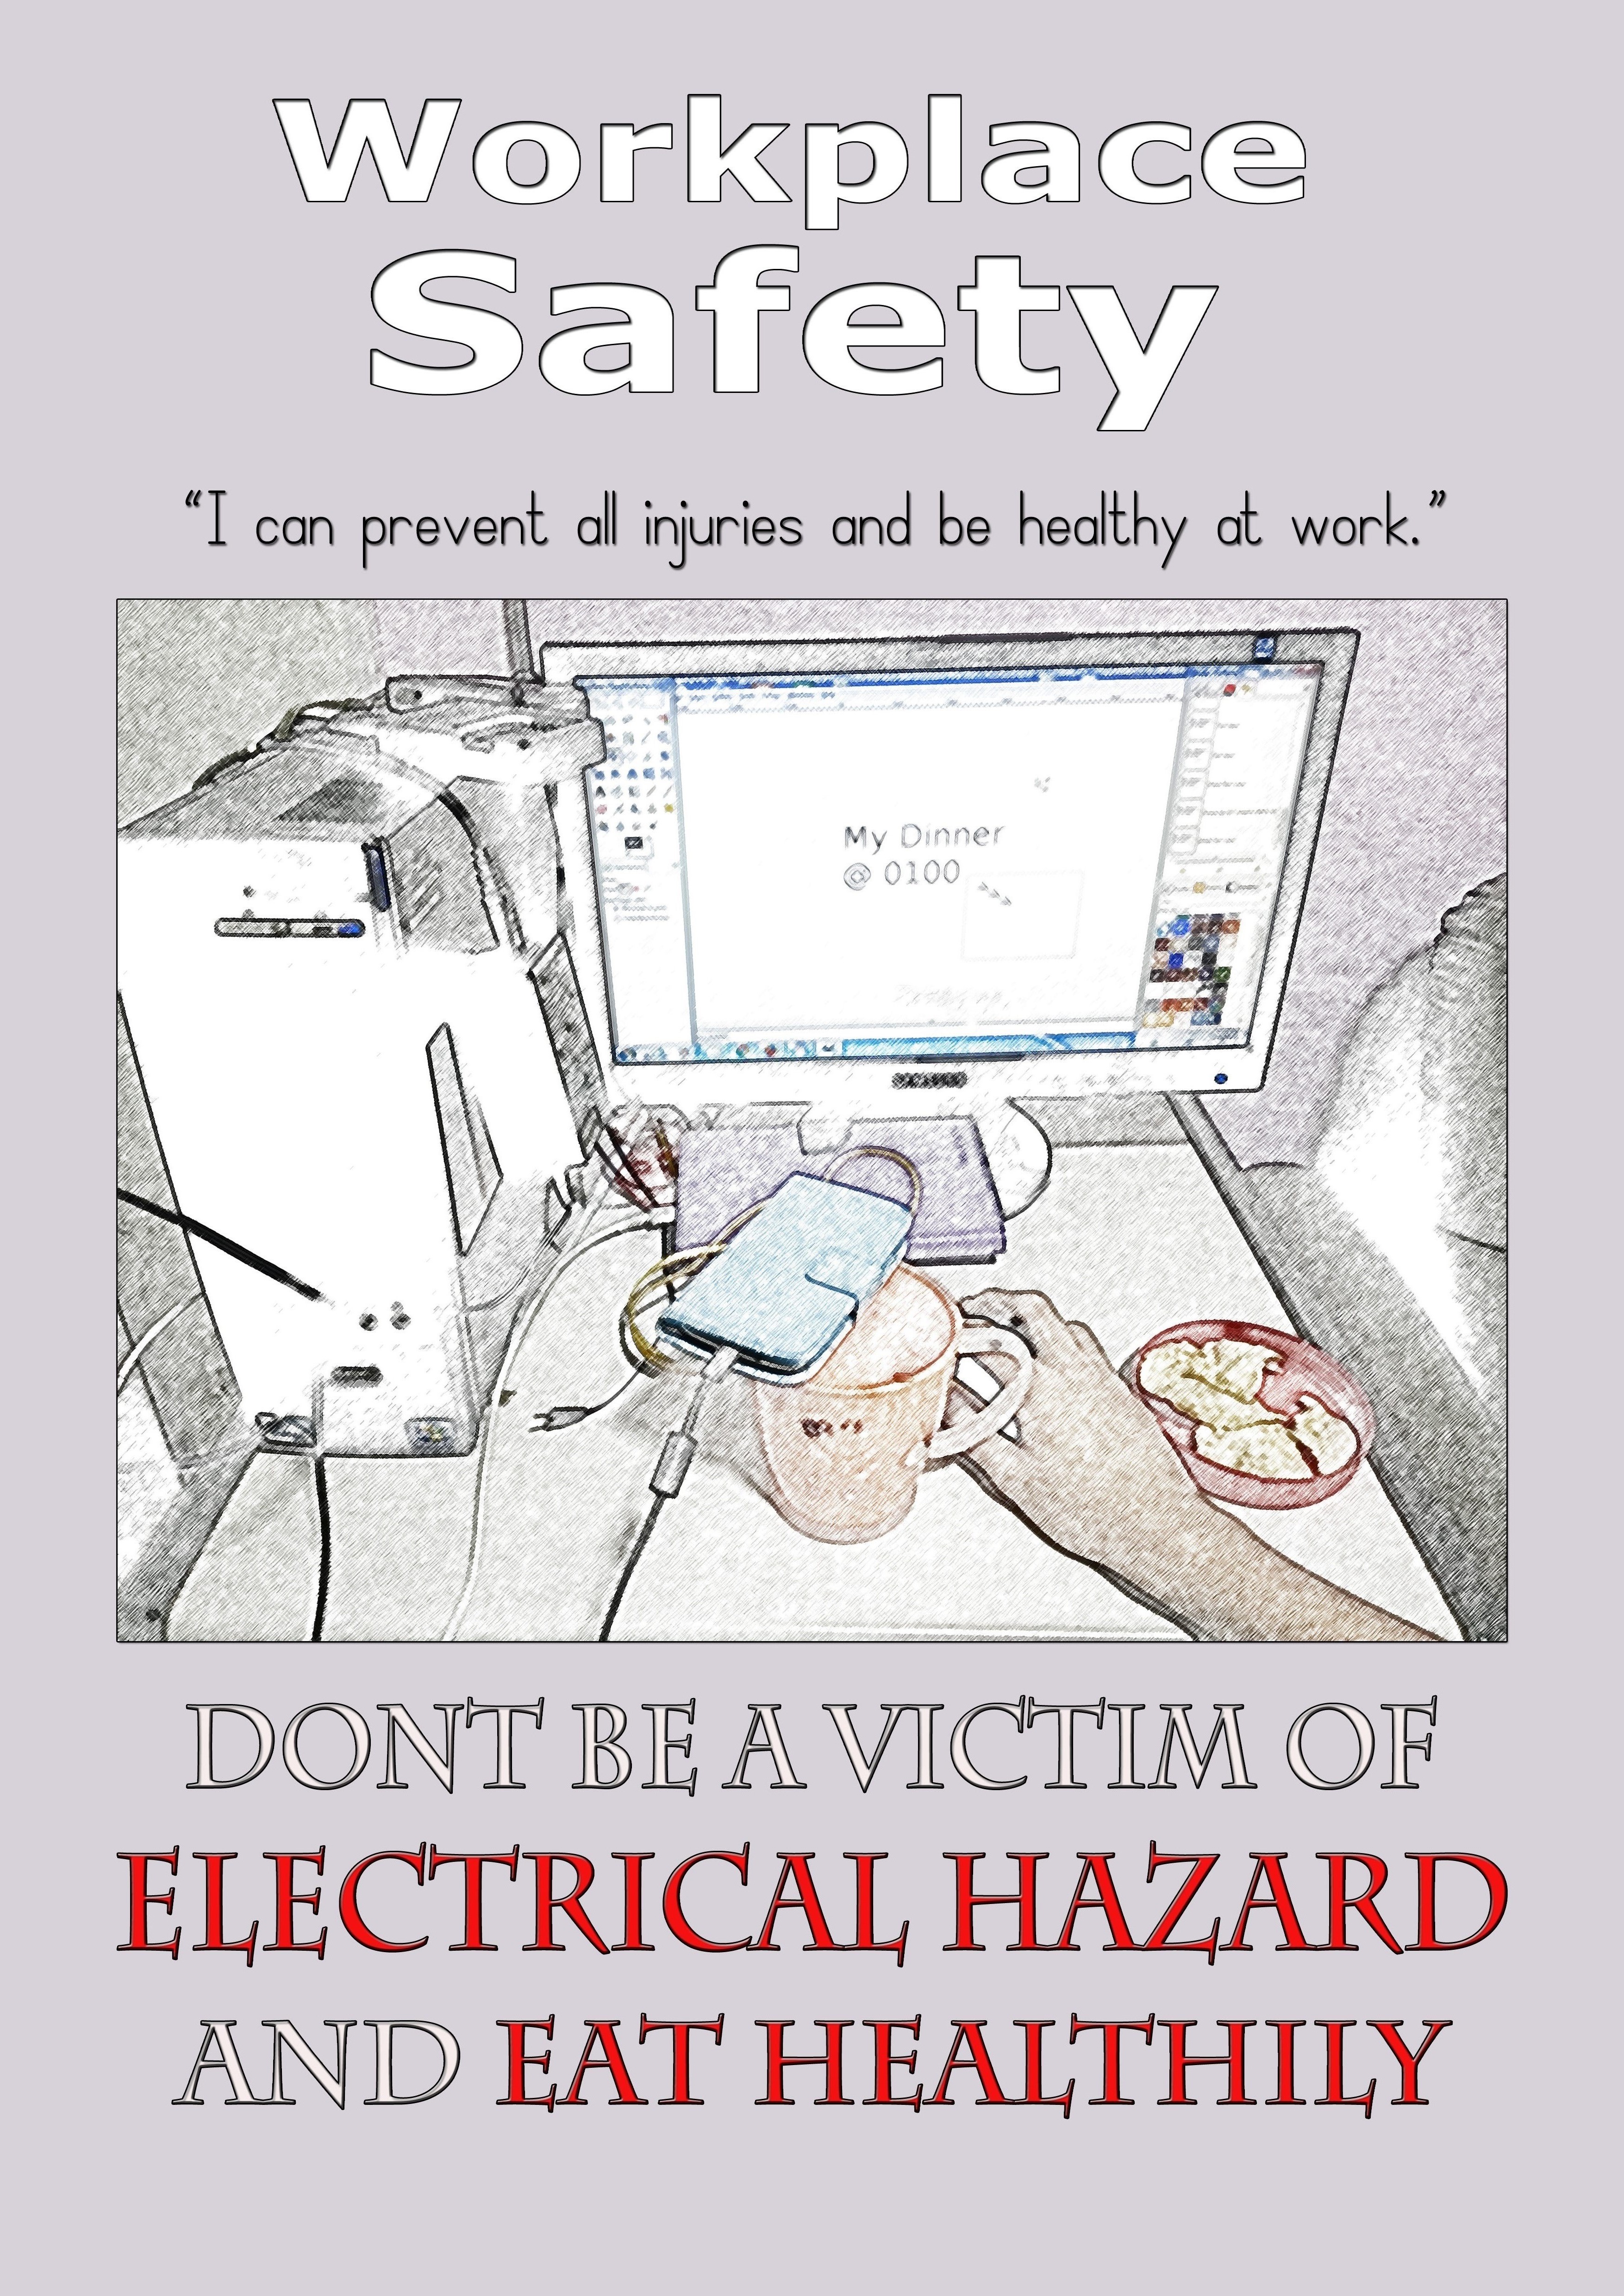 Workplace
Safety
“I can prevent all injuries and be healthy at work.”
My Dinner
@ 0100
DONT BE A VICTIM OF
ELECTRICAL HAZARD
AND EAT HEALTHILY